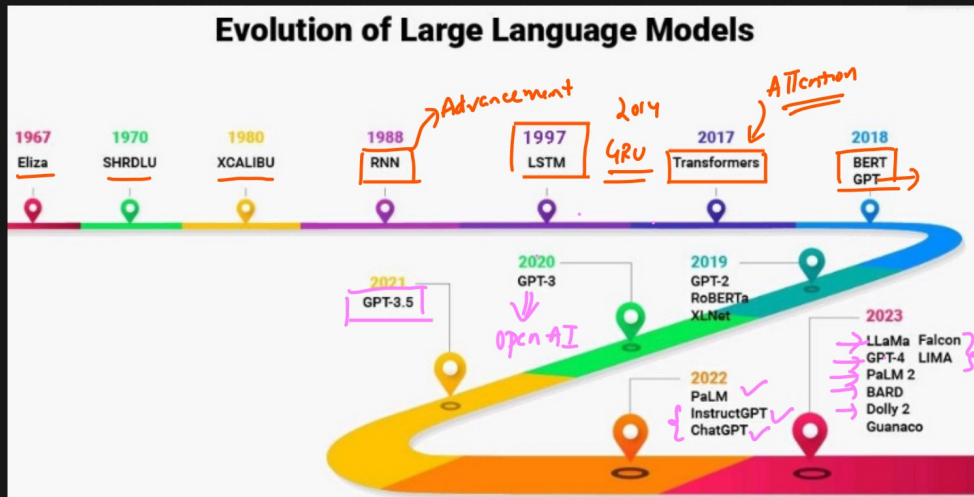 Evolution of Large Language Models
Advancement
2014
Attention
1967
Eliza
1970
SHRDLU
1980
XCALIBU
1988
RNN
1997
LSTM
GRU
2017
Transformers
2018
BERT
GPT
2021
GPT-3.5
2020
GPT-3
open AI
2019
GPT-2
RoBERTa
XLNet
2022
PaLM
InstructGPT
ChatGPT
2023
LLaMa Falcon
GPT-4 LIMA
PaLM 2
BARD
Dolly 2
Guanaco